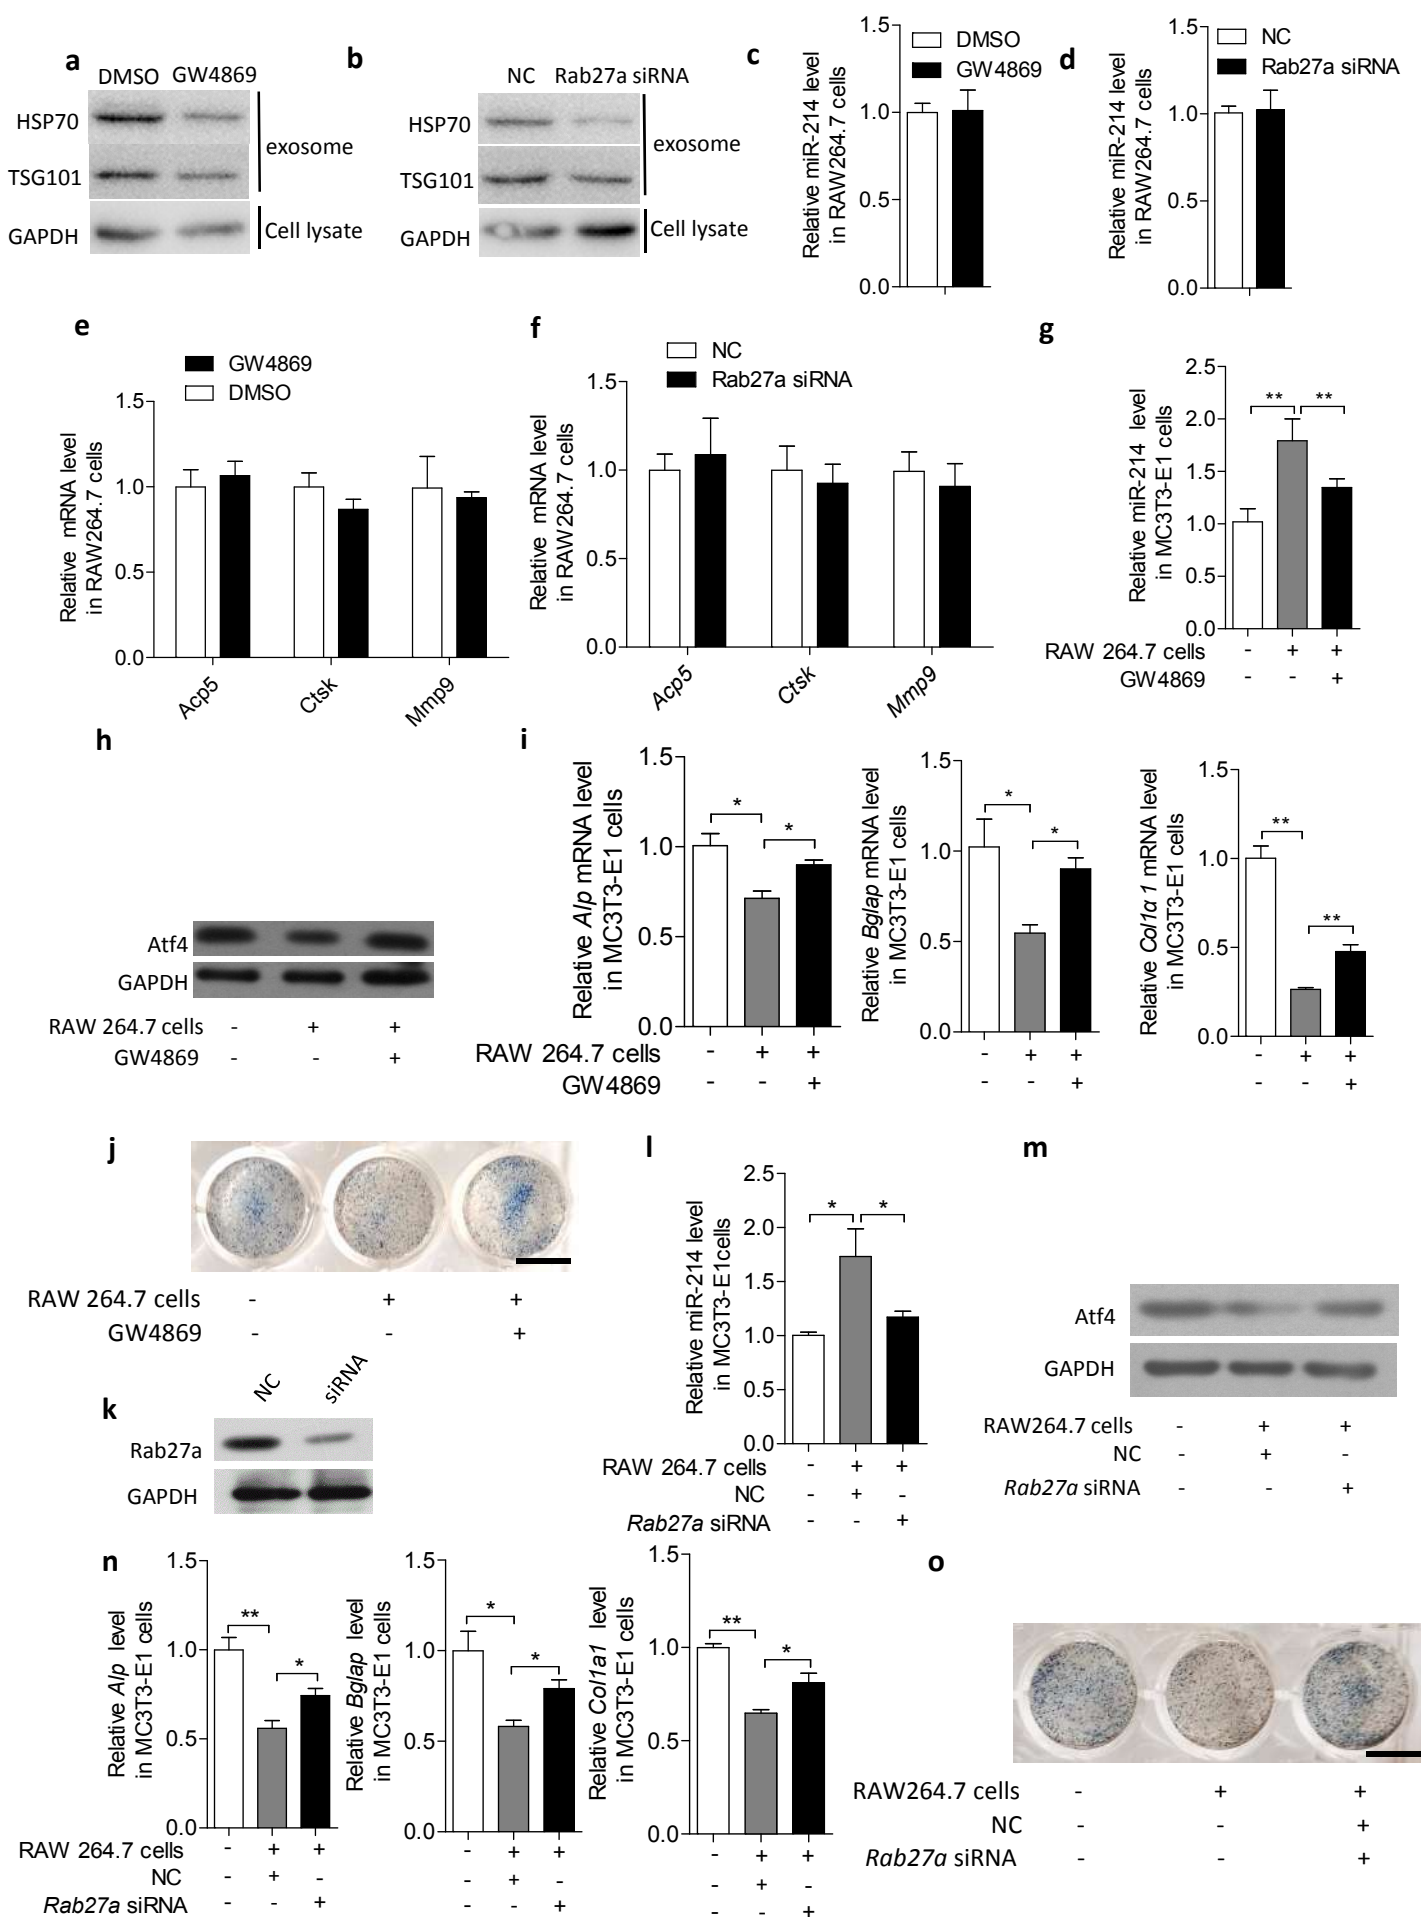 a
DMSO GW4869
HSP70
TSG101
exosome
GAPDH
Cell lysate
b
NC Rab27a siRNA
HSP70
TSG101
exosome
GAPDH
Cell lysate
c
DMSO
GW4869
Relative miR-214 level
in RAW264.7 cells
1.5
1.0
0.5
0.0
d
NC
Rab27a siRNA
Relative miR-214 level
in RAW264.7 cells
1.5
1.0
0.5
0.0
e
GW4869
DMSO
Relative mRNA level
in RAW264.7 cells
1.5
1.0
0.5
0.0
Acp5
Ctsk
Mmp9
f
NC
Rab27a siRNA
Relative mRNA level
in RAW264.7 cells
1.5
1.0
0.5
0.0
Acp5
Ctsk
Mmp9
g
Relative miR-214 level
in MC3T3-E1 cells
2.5
2.0
1.5
1.0
0.5
0.0
** **
RAW 264.7 cells - + +
GW4869 - - +
h
Atf4
GAPDH
RAW 264.7 cells - + +
GW4869 - - +
i
Relative Alp mRNA level
in MC3T3-E1 cells
1.5
1.0
0.5
0.0
* *
RAW 264.7 cells - + +
GW4869 - - +
Relative Bglap mRNA level
in MC3T3-E1 cells
1.5
1.0
0.5
0.0
* *
- + +
- - +
Relative Col1α 1 mRNA level
in MC3T3-E1 cells
1.5
1.0
0.5
0.0
** **
- + +
- - +
j
RAW 264.7 cells - + +
GW4869 - - +
k
NC siRNA
Rab27a
GAPDH
l
Relative miR-214 level
in MC3T3-E1cells
2.5
2.0
1.5
1.0
0.5
0.0
* *
RAW 264.7 cells - + +
NC - + -
Rab27a siRNA - - +
m
Atf4
GAPDH
RAW264.7 cells - + +
NC - + -
Rab27a siRNA - - +
n
Relative Alp level
in MC3T3-E1 cells
1.5
1.0
0.5
0.0
** *
RAW 264.7 cells - + +
NC - + -
Rab27a siRNA - - +
Relative Bglap level
in MC3T3-E1 cells
1.5
1.0
0.5
0.0
* *
- + +
- + -
- - +
Relative Col1a1 level
in MC3T3-E1 cells
1.5
1.0
0.5
0.0
** *
- + +
- + -
- - +
o
RAW264.7 cells - + +
NC - - +
Rab27a siRNA - - +